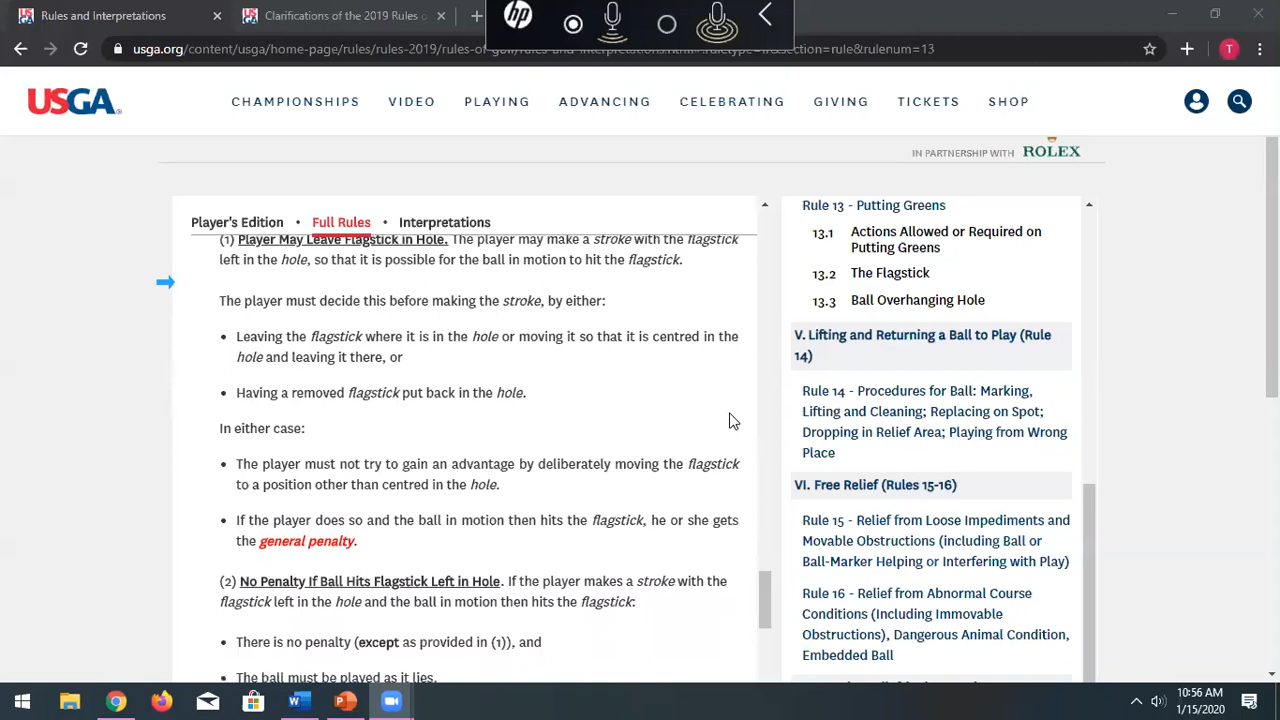 Rules and Interpretations
Clarifications of the 2019 Rules o
hp
usga.org/content/usga/home-page/rules/rules-2019/rules-of-golf/rules-and-interpretations.html#!ruletype=fr&section=rule&rulenum=13
T
USGA
CHAMPIONSHIPS VIDEO PLAYING ADVANCING CELEBRATING GIVING TICKETS SHOP
IN PARTNERSHIP WITH ROLEX
Player's Edition • Full Rules • Interpretations
(1) Player May Leave Flagstick in Hole. The player may make a stroke with the flagstick
left in the hole, so that it is possible for the ball in motion to hit the flagstick.
The player must decide this before making the stroke, by either:
• Leaving the flagstick where it is in the hole or moving it so that it is centred in the
hole and leaving it there, or
• Having a removed flagstick put back in the hole.
In either case:
• The player must not try to gain an advantage by deliberately moving the flagstick
to a position other than centred in the hole.
• If the player does so and the ball in motion then hits the flagstick, he or she gets
the general penalty.
(2) No Penalty If Ball Hits Flagstick Left in Hole. If the player makes a stroke with the
flagstick left in the hole and the ball in motion then hits the flagstick:
• There is no penalty (except as provided in (1)), and
• The ball must be played as it lies.
Rule 13 - Putting Greens
13.1 Actions Allowed or Required on
Putting Greens
13.2 The Flagstick
13.3 Ball Overhanging Hole
V. Lifting and Returning a Ball to Play (Rule
14)
Rule 14 - Procedures for Ball: Marking,
Lifting and Cleaning; Replacing on Spot;
Dropping in Relief Area; Playing from Wrong
Place
VI. Free Relief (Rules 15-16)
Rule 15 - Relief from Loose Impediments and
Movable Obstructions (including Ball or
Ball-Marker Helping or Interfering with Play)
Rule 16 - Relief from Abnormal Course
Conditions (Including Immovable
Obstructions), Dangerous Animal Condition,
Embedded Ball
10:56 AM
1/15/2020